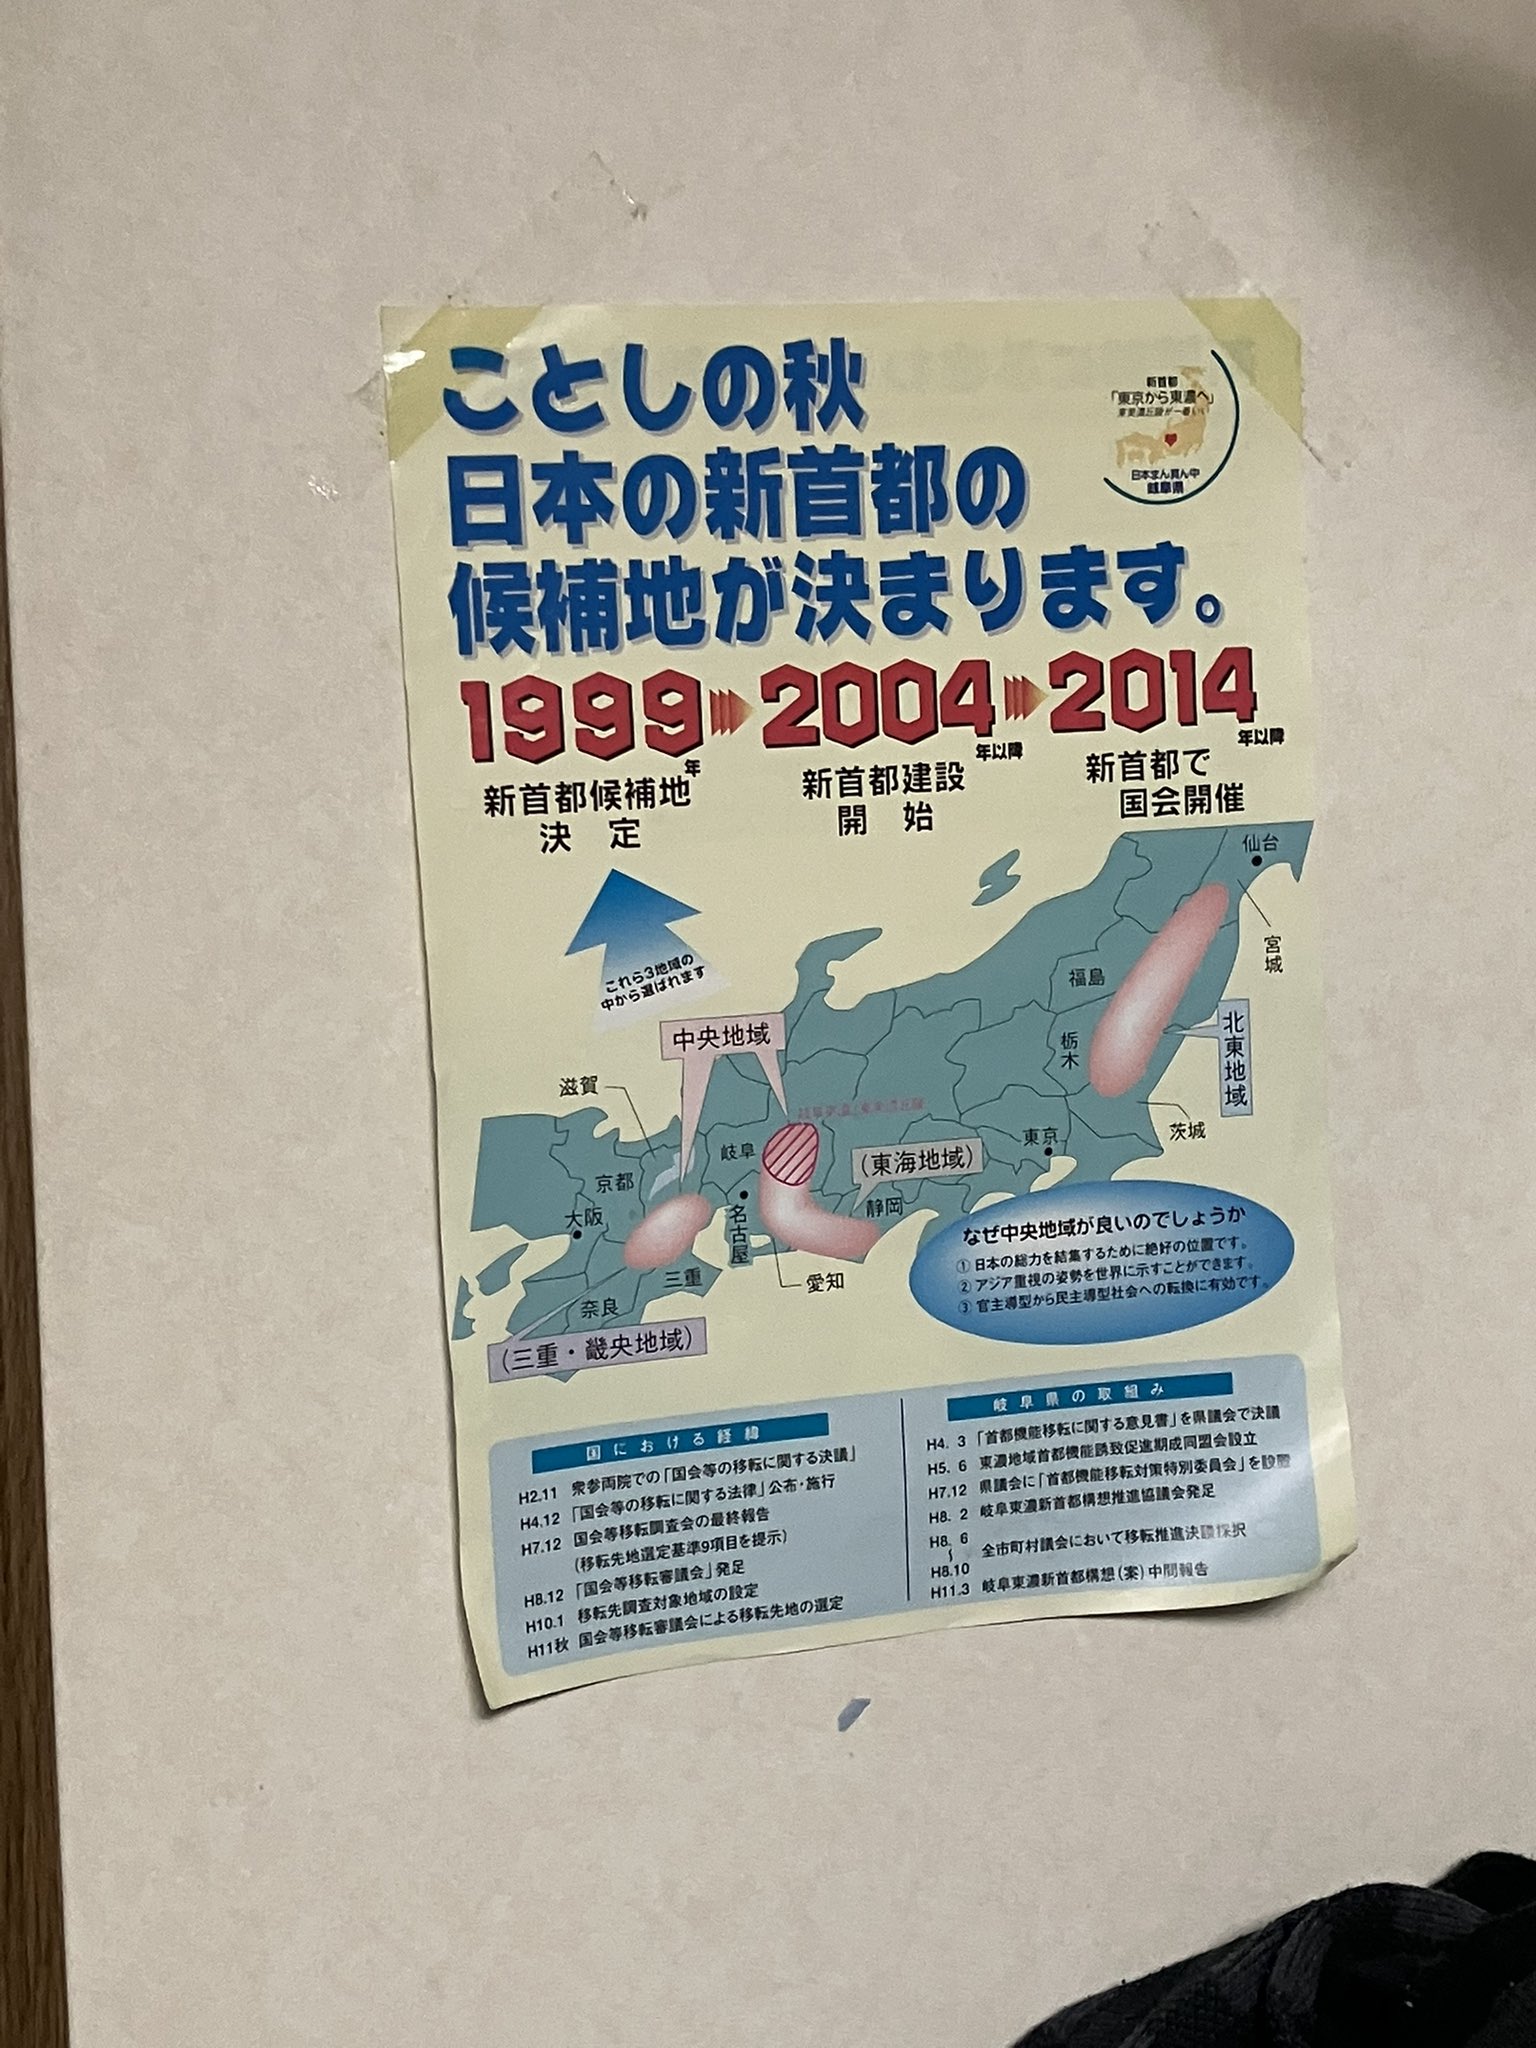 ことしの秋
日本の新首都の
候補地が決まります。
新首都
「東京から東濃へ」
東美濃丘陵が一番いい
日本まん真ん中
岐阜県
1999年
新首都候補地
決定
2004年以降
新首都建設
開始
2014年以降
新首都で
国会開催
これら3地域の
中から選ばれます
仙台
宮城
福島
北東地域
栃木
茨城
中央地域
滋賀
岐阜
(東海地域)
東京
京都
大阪
名古屋
静岡
愛知
三重
奈良
(三重・畿央地域)
なぜ中央地域が良いのでしょうか
① 日本の総力を結集するために絶好の位置です。
② アジア重視の姿勢を世界に示すことができます。
③ 官主導型から民主導型社会への転換に有効です。
国における経緯
H2.11 衆参両院での「国会等の移転に関する決議」
H4.12 「国会等の移転に関する法律」公布・施行
H7.12 国会等移転調査会の最終報告
(移転先地選定基準9項目を提示)
H8.12 「国会等移転審議会」発足
H10.1 移転先調査対象地域の設定
H11秋 国会等移転審議会による移転先地の選定
岐阜県の取組み
H4. 3 「首都機能移転に関する意見書」を県議会で決議
H5. 6 東濃地域首都機能誘致促進期成同盟会設立
H7.12 県議会に「首都機能移転対策特別委員会」を設置
H8. 2 岐阜東濃新首都構想推進協議会発足
H8. 6
〜 全市町村議会において移転推進決議採択
H8.10
H11.3 岐阜東濃新首都構想(案)中間報告